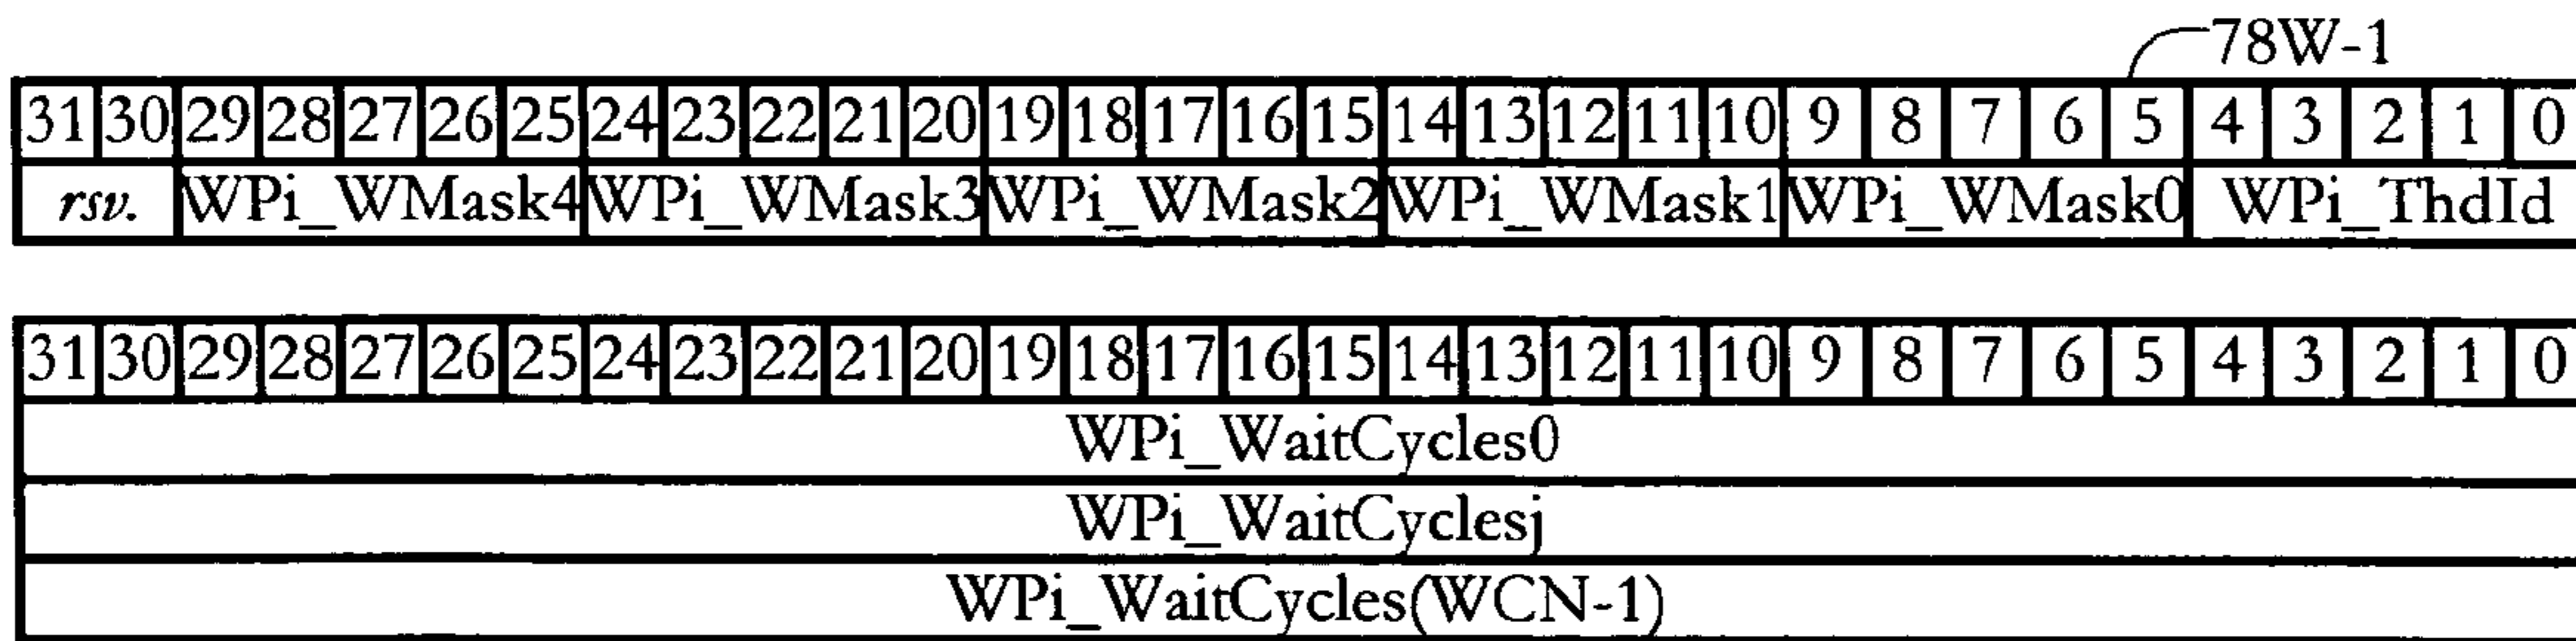 78W-1
31 30 29 28 27 26 25 24 23 22 21 20 19 18 17 16 15 14 13 12 11 10 9 8 7 6 5 4 3 2 1 0
rsv. WPi_WMask4 WPi_WMask3 WPi_WMask2 WPi_WMask1 WPi_WMask0 WPi_ThdId
31 30 29 28 27 26 25 24 23 22 21 20 19 18 17 16 15 14 13 12 11 10 9 8 7 6 5 4 3 2 1 0
WPi_WaitCycles0
WPi_WaitCyclesj
WPi_WaitCycles(WCN-1)